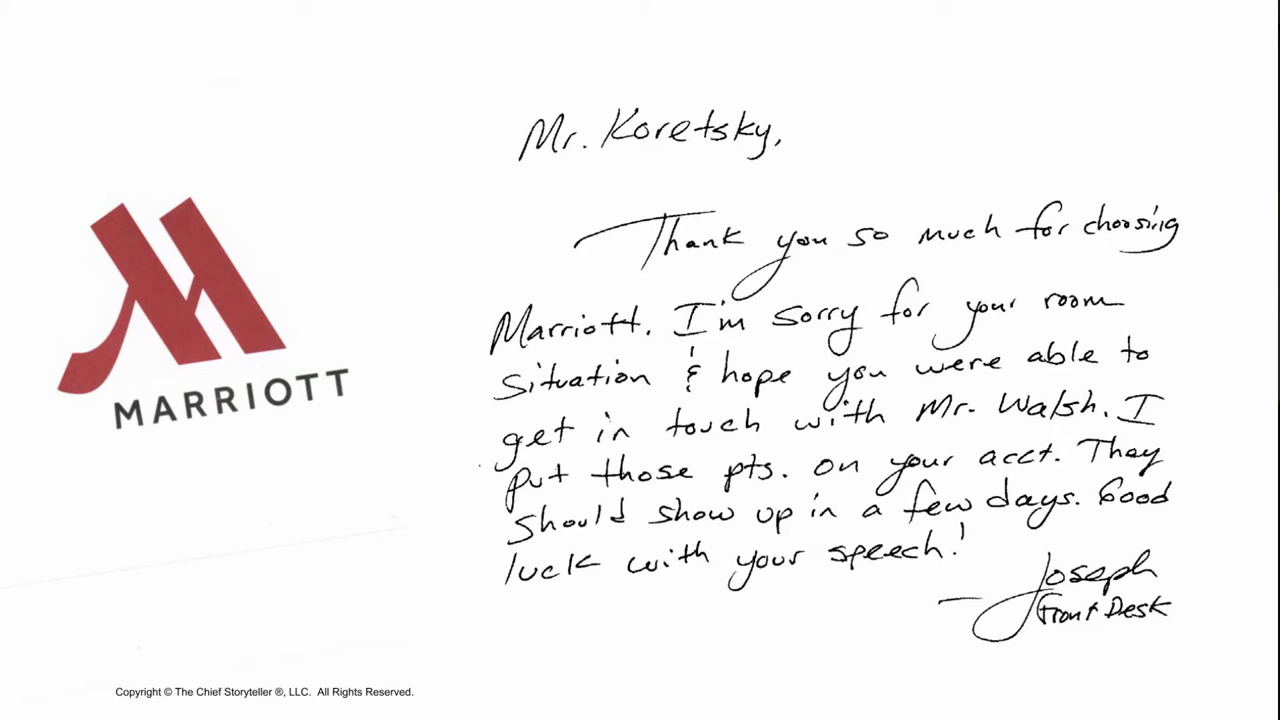 Mr. Koretsky,
Thank you so much for choosing
Marriott. I'm sorry for your room
situation & hope you were able to
get in touch with Mr. Walsh. I
put those pts. on your acct. They
should show up in a few days. Good
luck with your speech!
— Joseph
Front Desk
MARRIOTT
Copyright © The Chief Storyteller ®, LLC. All Rights Reserved.